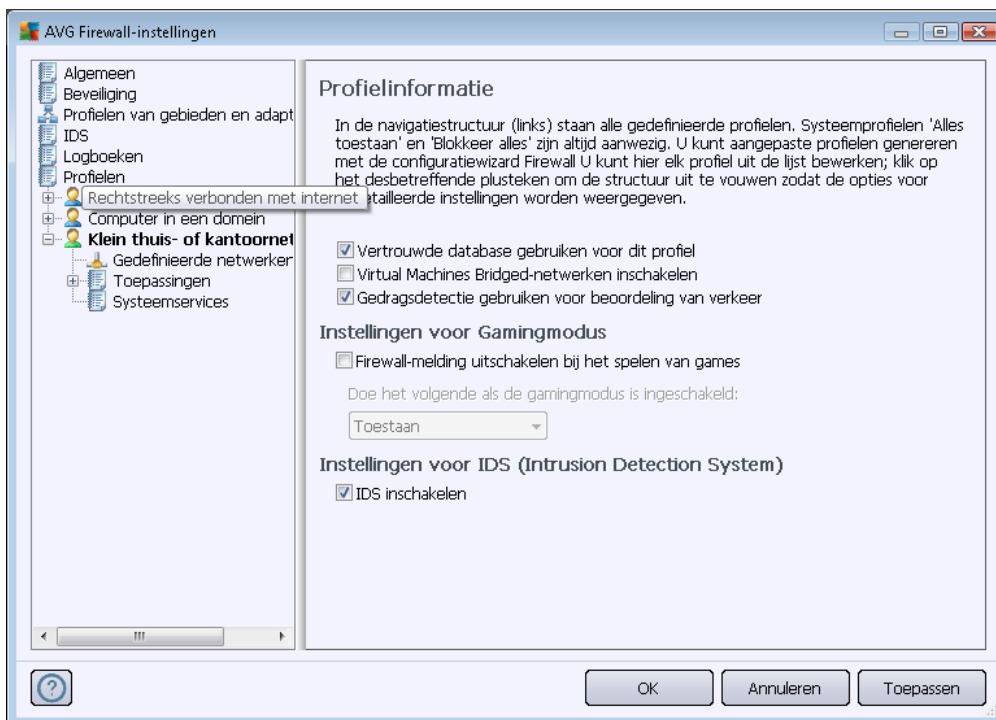 AVG Firewall-instellingen
Algemeen
Beveiliging
Profielen van gebieden en adapt
IDS
Logboeken
Profielen
Rechtstreeks verbonden met internet
Computer in een domein
Klein thuis- of kantoornet
Gedefinieerde netwerken
Toepassingen
Systeemservices
Profielinformatie
In de navigatiestructuur (links) staan alle gedefinieerde profielen. Systeemprofielen 'Alles
toestaan' en 'Blokkeer alles' zijn altijd aanwezig. U kunt aangepaste profielen genereren
met de configuratiewizard Firewall U kunt hier elk profiel uit de lijst bewerken; klik op
het desbetreffende plusteken om de structuur uit te vouwen zodat de opties voor
etailleerde instellingen worden weergegeven.
Vertrouwde database gebruiken voor dit profiel
Virtual Machines Bridged-netwerken inschakelen
Gedragsdetectie gebruiken voor beoordeling van verkeer
Instellingen voor Gamingmodus
Firewall-melding uitschakelen bij het spelen van games
Doe het volgende als de gamingmodus is ingeschakeld:
Toestaan
Instellingen voor IDS (Intrusion Detection System)
IDS inschakelen
OK
Annuleren
Toepassen